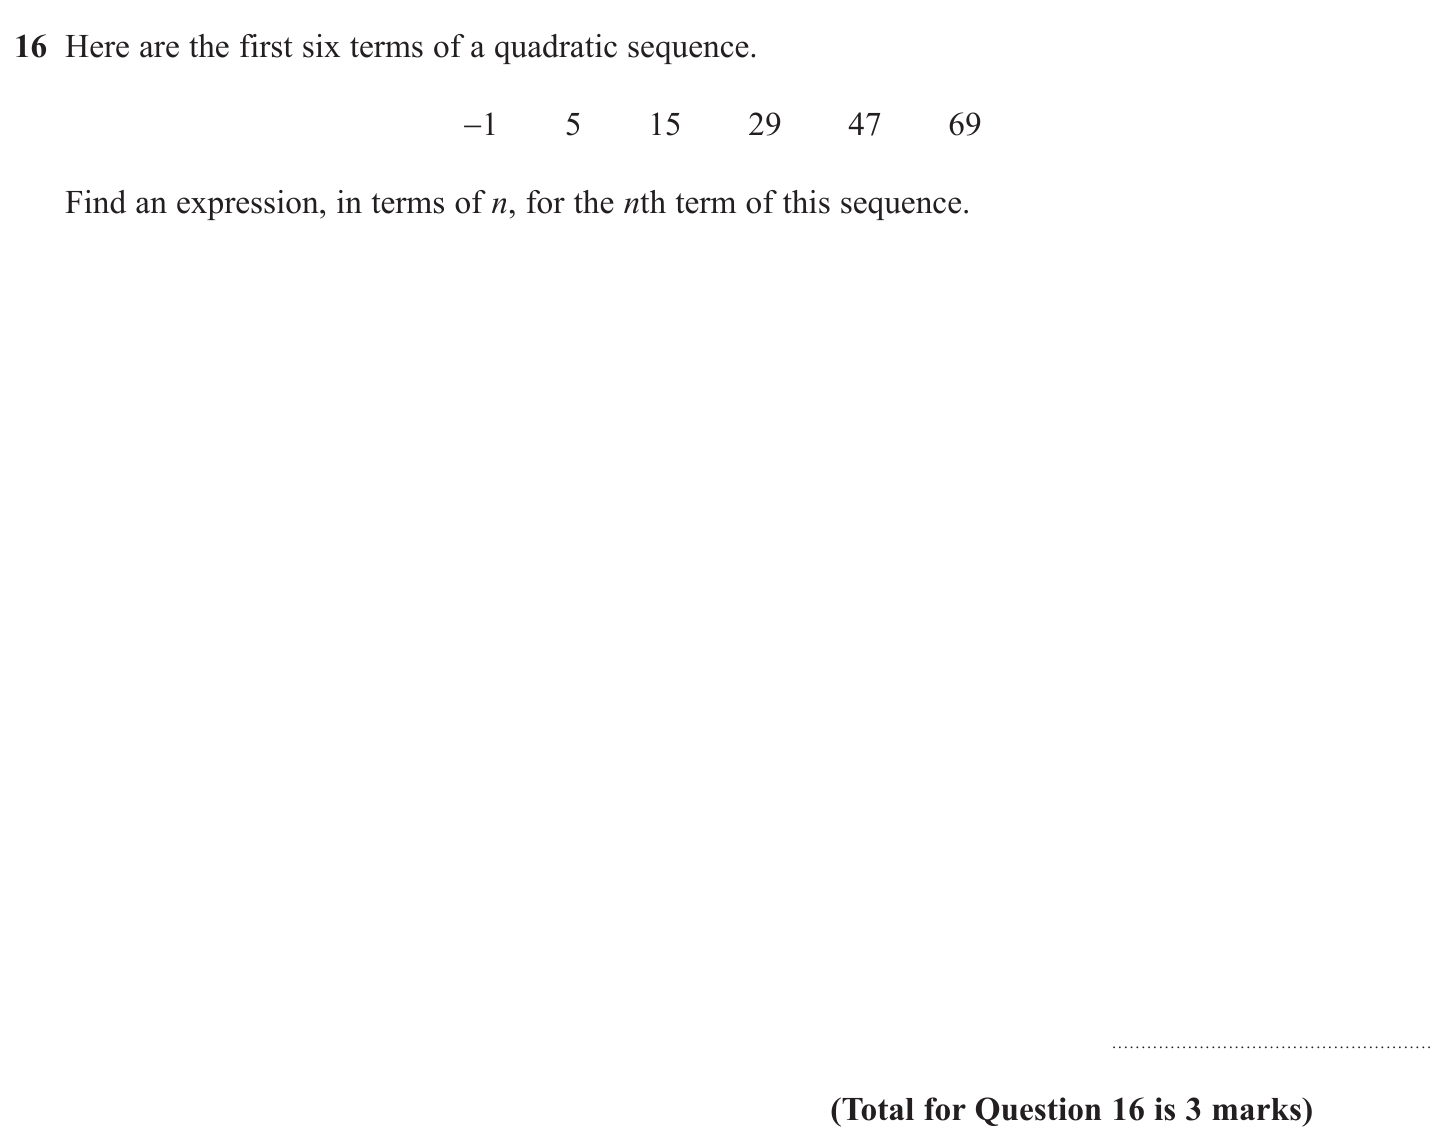 16 Here are the first six terms of a quadratic sequence.
–1 5 15 29 47 69
Find an expression, in terms of n, for the nth term of this sequence.
(Total for Question 16 is 3 marks)